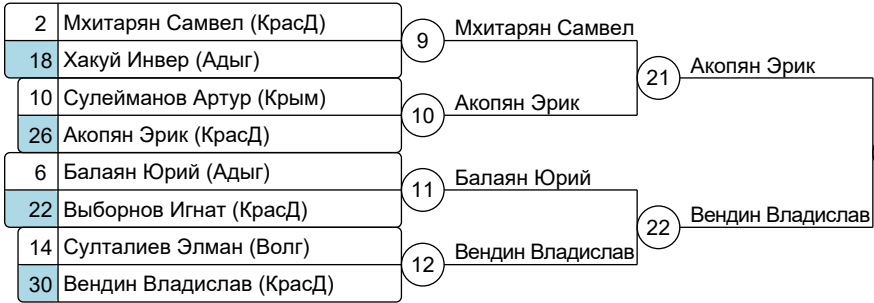 2 Мхитарян Самвел (КрасД)
18 Хакуй Инвер (Адыг)
10 Сулейманов Артур (Крым)
26 Акопян Эрик (КрасД)
6 Балаян Юрий (Адыг)
22 Выборнов Игнат (КрасД)
14 Султалиев Элман (Волг)
30 Вендин Владислав (КрасД)
9 Мхитарян Самвел
10 Акопян Эрик
11 Балаян Юрий
12 Вендин Владислав
21 Акопян Эрик
22 Вендин Владислав